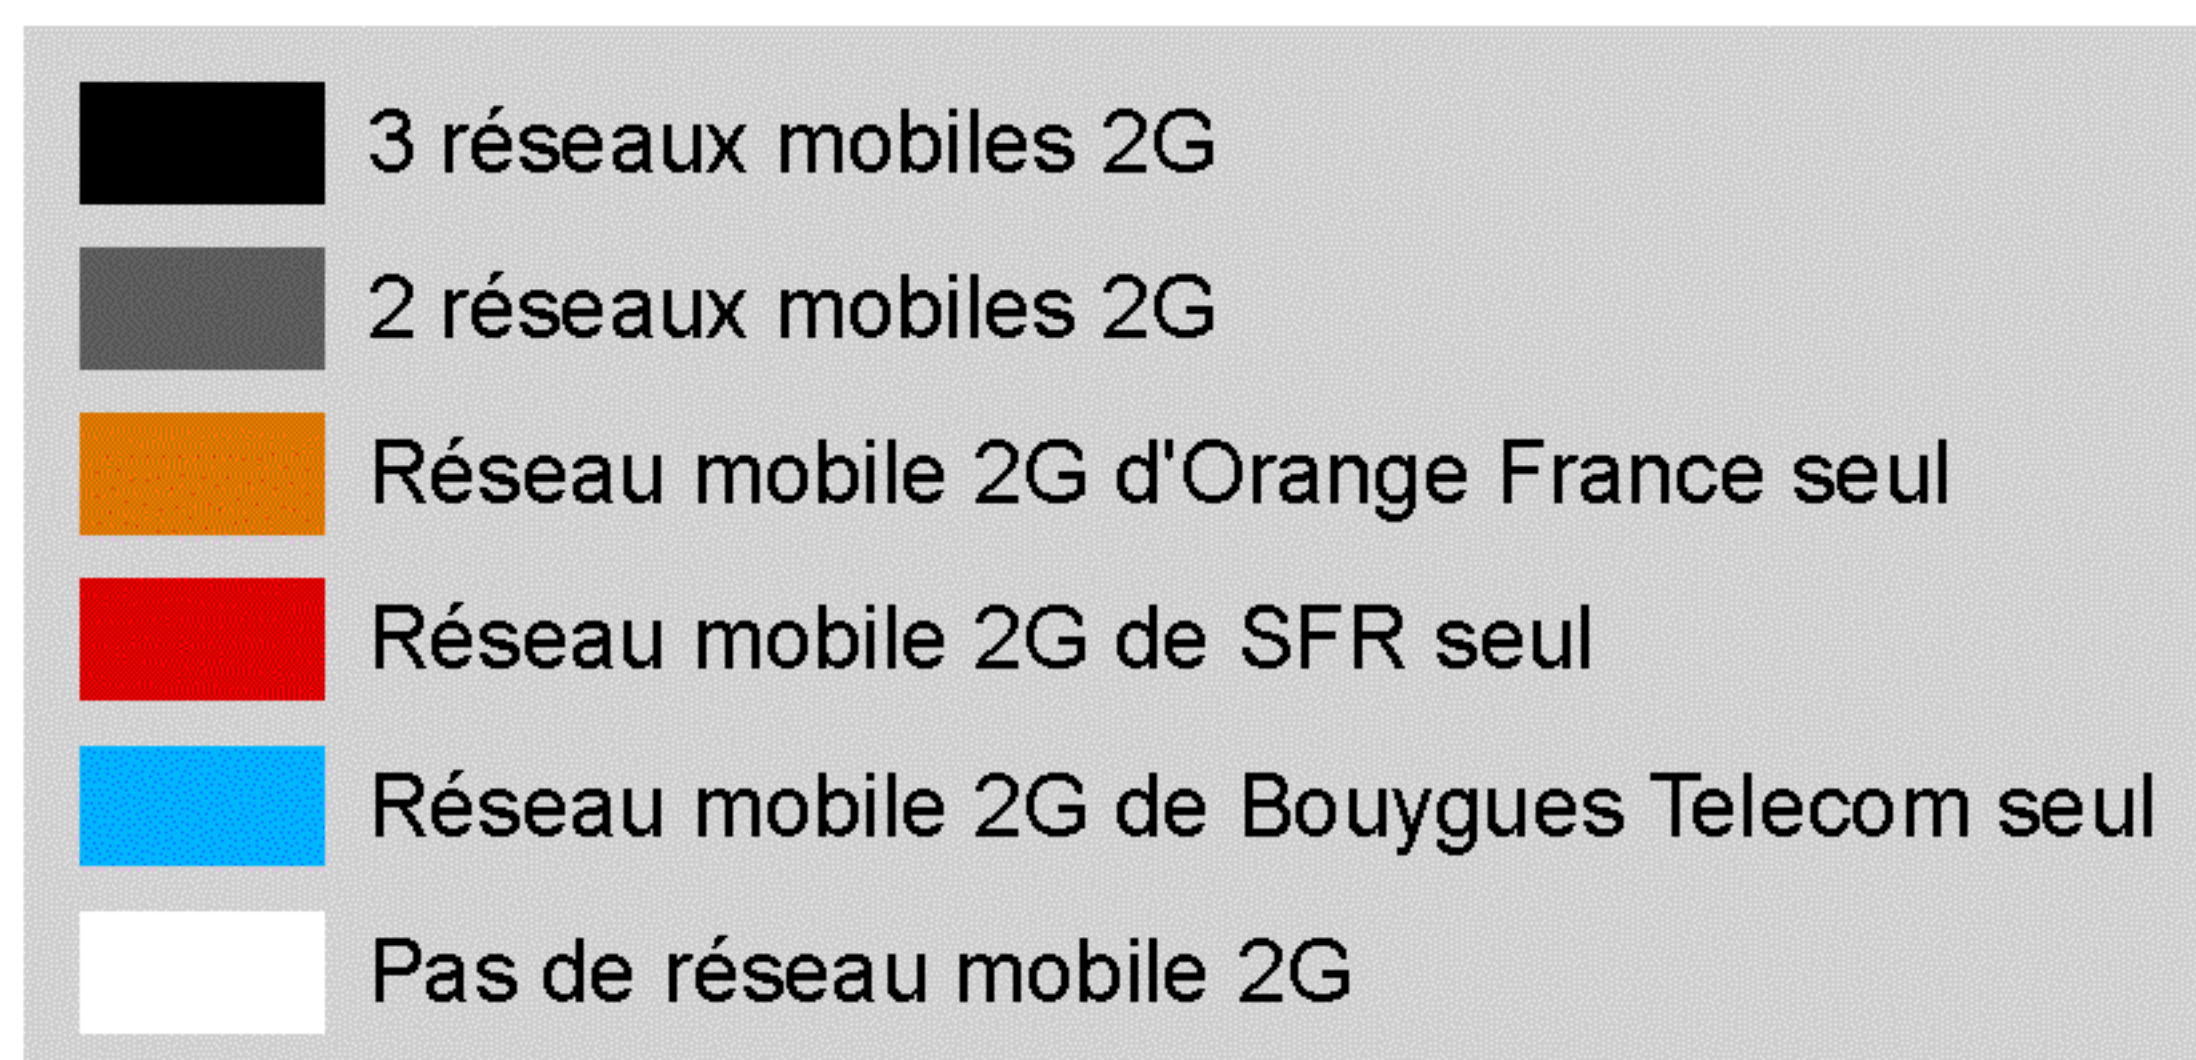 3 réseaux mobiles 2G
2 réseaux mobiles 2G
Réseau mobile 2G d'Orange France seul
Réseau mobile 2G de SFR seul
Réseau mobile 2G de Bouygues Telecom seul
Pas de réseau mobile 2G